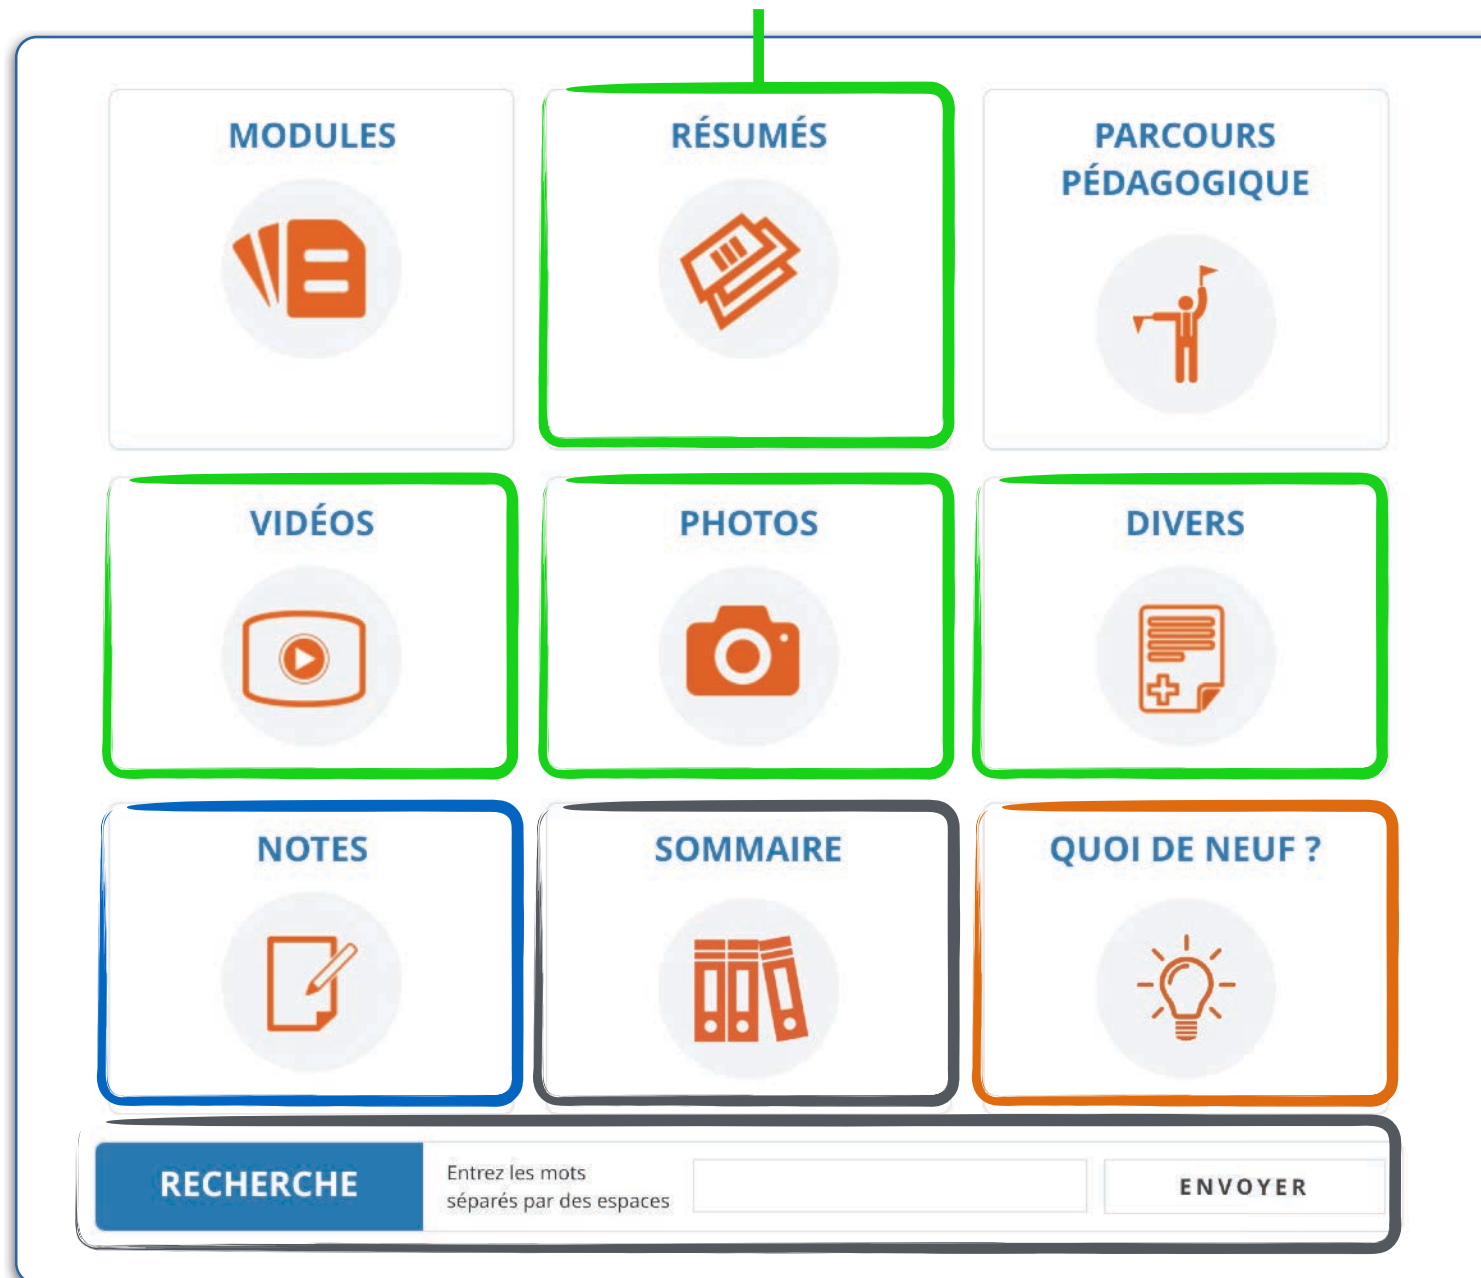 MODULES
RÉSUMÉS
PARCOURS
PÉDAGOGIQUE
VIDÉOS
PHOTOS
DIVERS
NOTES
SOMMAIRE
QUOI DE NEUF ?
RECHERCHE
Entrez les mots
séparés par des espaces
ENVOYER